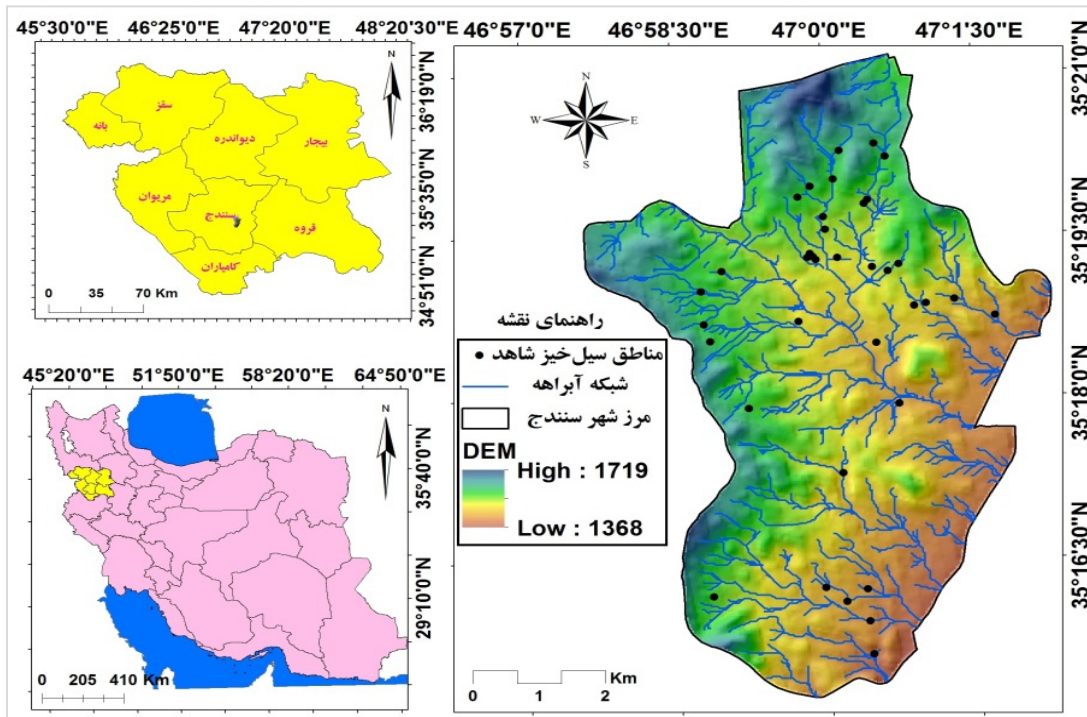 45°30'0"E 46°25'0"E 47°20'0"E 48°20'30"E
N
سقز
بانه
دیواندره
بیجار
مریوان
سنندج
قروه
کامیاران
36°19'0"N
35°35'0"N
34°51'0"N
0 35 70 Km
45°20'0"E 51°50'0"E 58°20'0"E 64°50'0"E
N
35°40'0"N
29°10'0"N
0 205 410 Km
46°57'0"E 46°58'30"E 47°0'0"E 47°1'30"E
N
W E
S
35°21'0"N
35°19'30"N
35°18'0"N
35°16'30"N
راهنمای نقشه
مناطق سیل‌خیز شاهد
شبکه آبراهه
مرز شهر سنندج
DEM
High : 1719
Low : 1368
Km
0 1 2